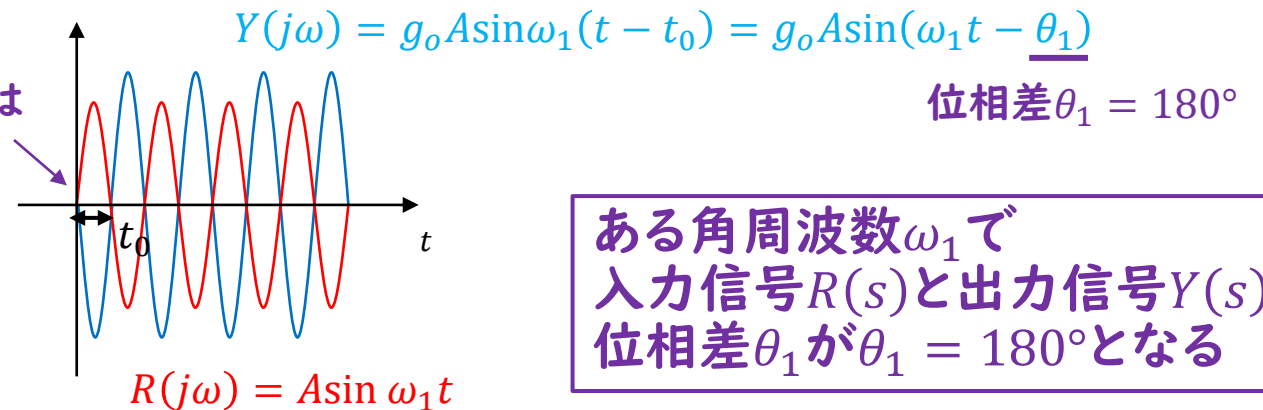 Y(jω) = gₒAsinω₁(t − t₀) = gₒAsin(ω₁t − θ₁)
は
位相差θ₁ = 180°
t₀
t
ある角周波数ω₁で
入力信号R(s)と出力信号Y(s)
位相差θ₁がθ₁ = 180°となる
R(jω) = Asin ω₁t